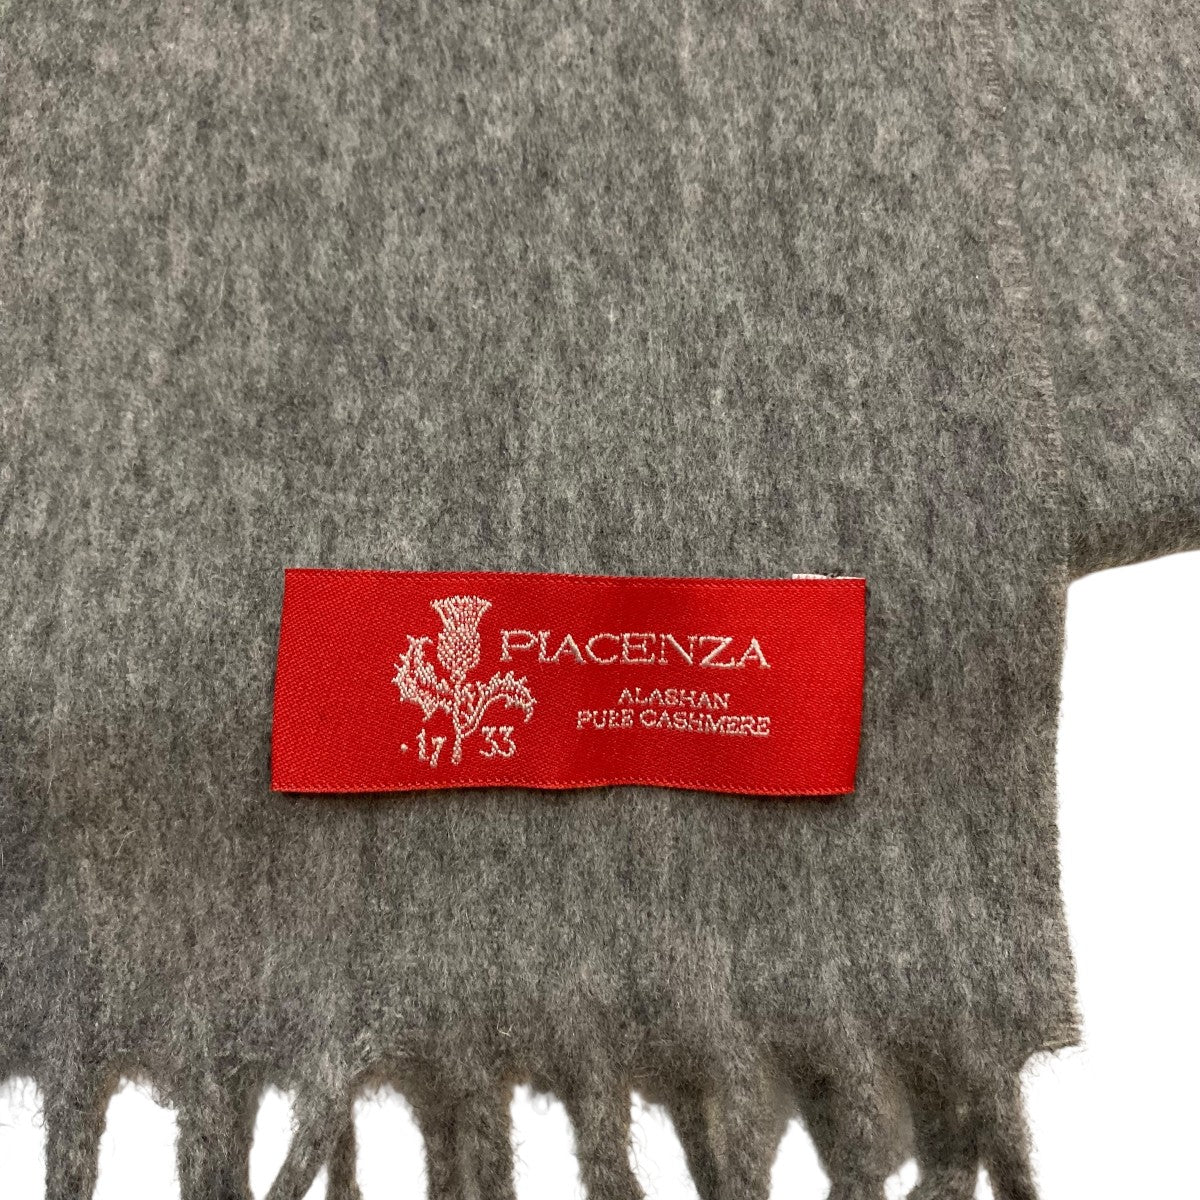 PIACENZA
ALASHAN
PURE CASHMERE
·17 33